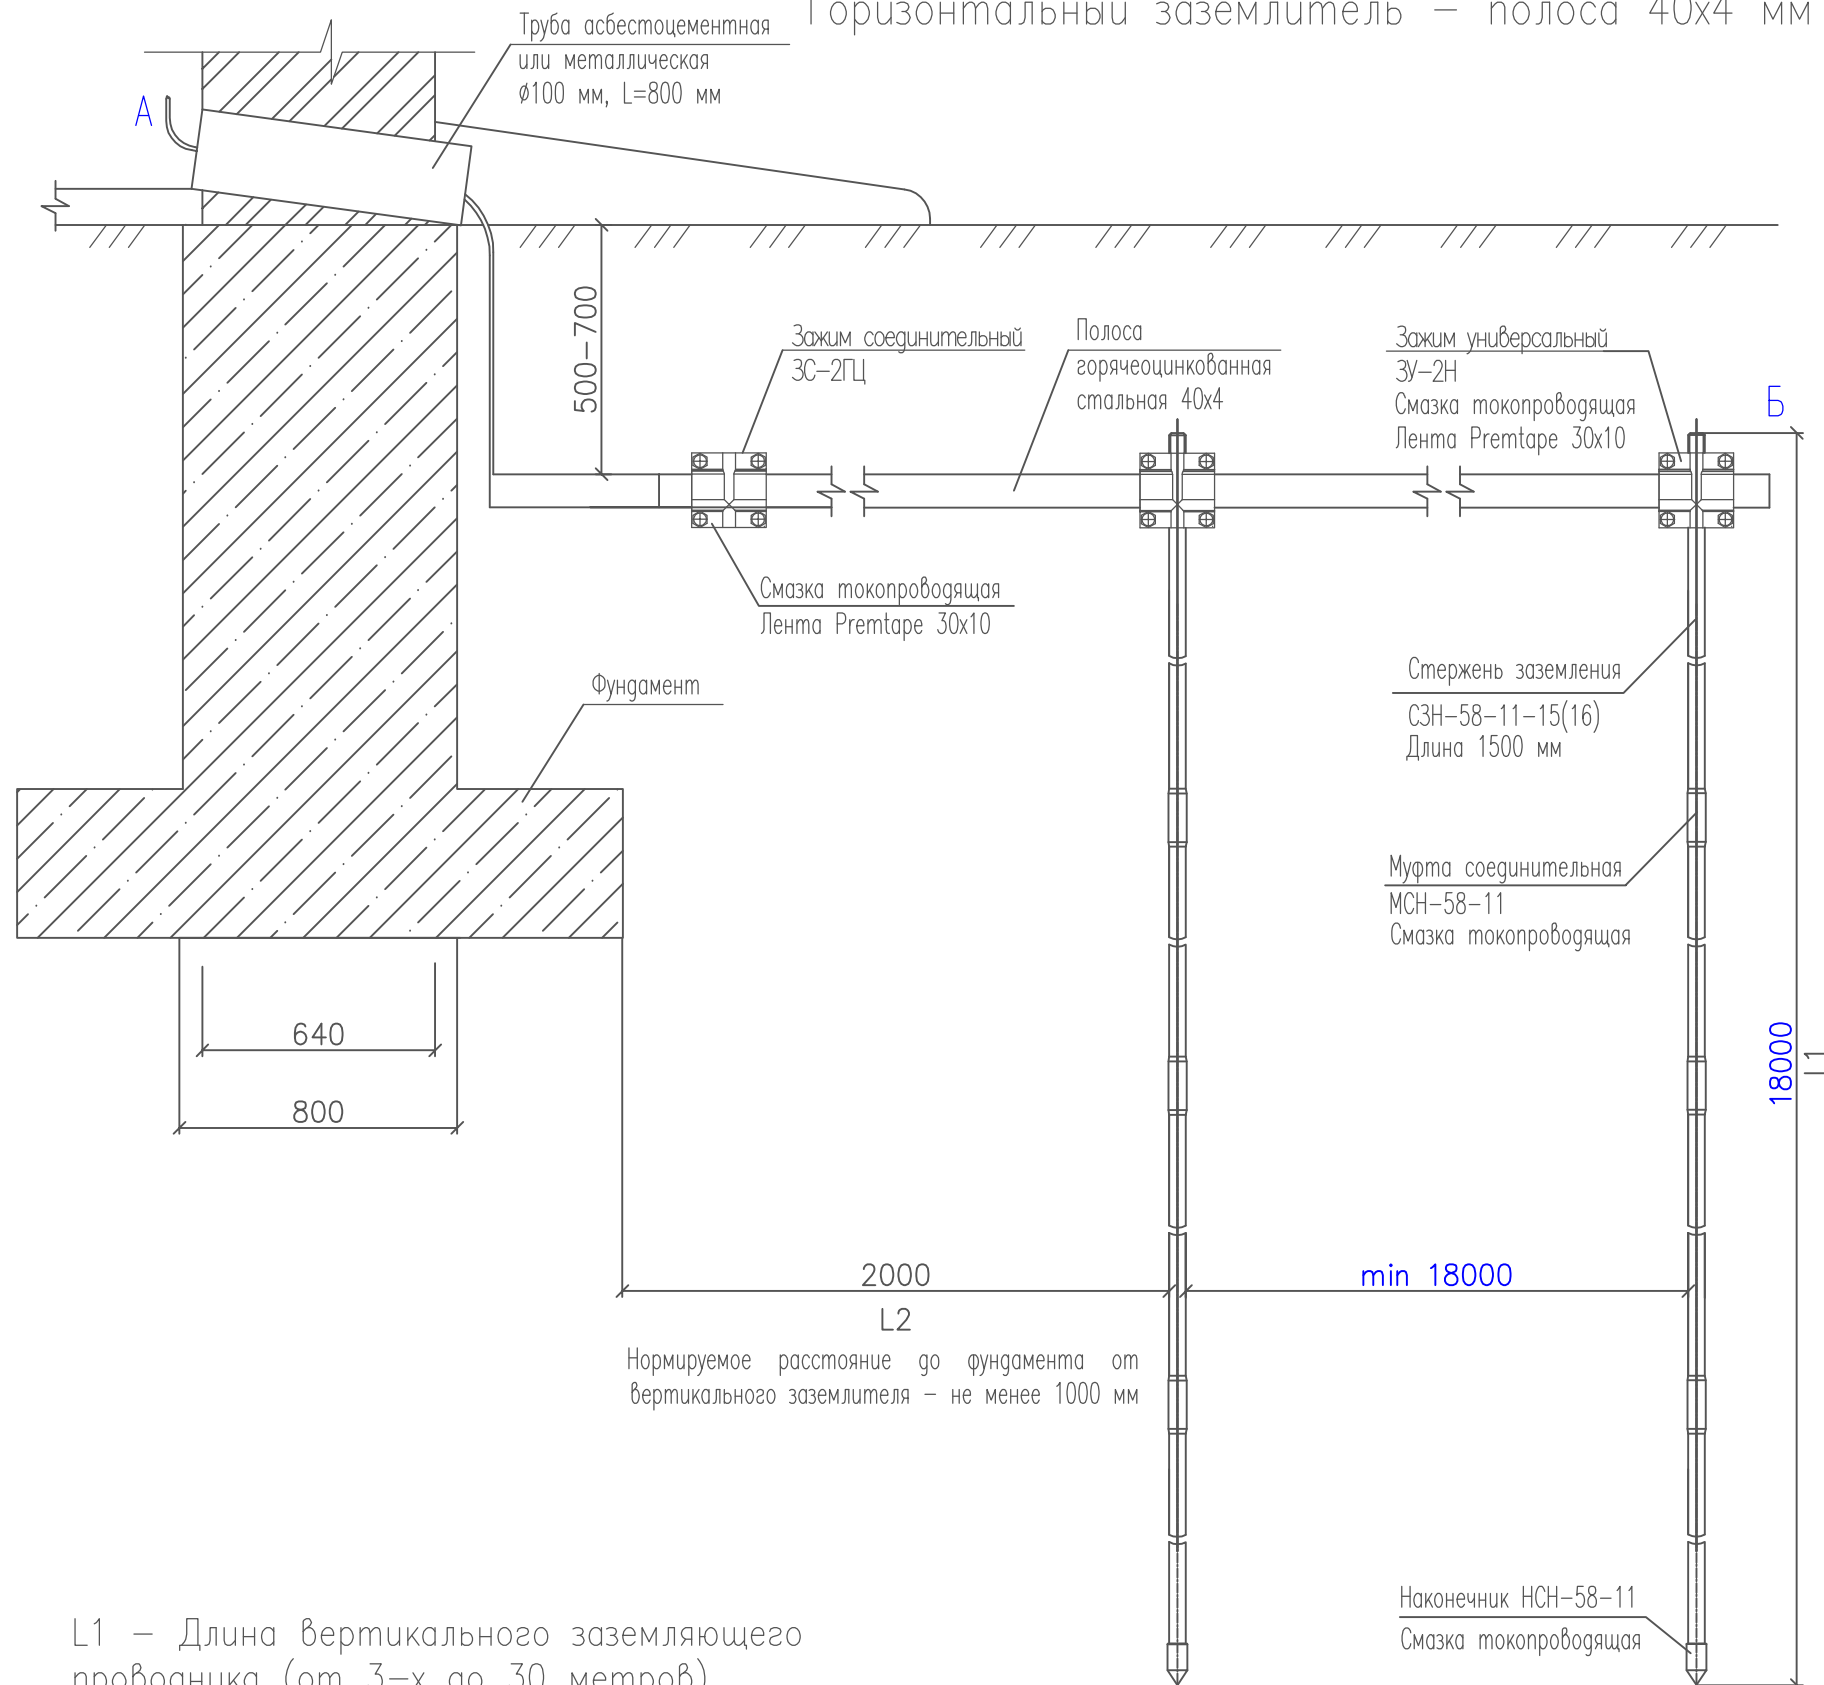 Горизонтальный заземлитель – полоса 40х4 мм
Труба асбестоцементная
или металлическая
ø100 мм, L=800 мм
А
500–700
Зажим соединительный
ЗС–2ГЦ
Полоса
горячеоцинкованная
стальная 40х4
Зажим универсальный
ЗУ–2Н
Смазка токопроводящая
Лента Premtape 30х10
Б
Смазка токопроводящая
Лента Premtape 30х10
Фундамент
Стержень заземления
СЗН–58–11–15(16)
Длина 1500 мм
Муфта соединительная
МСН–58–11
Смазка токопроводящая
640
800
18000
L1
2000
min 18000
L2
Нормируемое расстояние до фундамента от
вертикального заземлителя – не менее 1000 мм
Наконечник НСН–58–11
Смазка токопроводящая
L1 – Длина вертикального заземляющего
проводника (от 3–х до 30 метров)